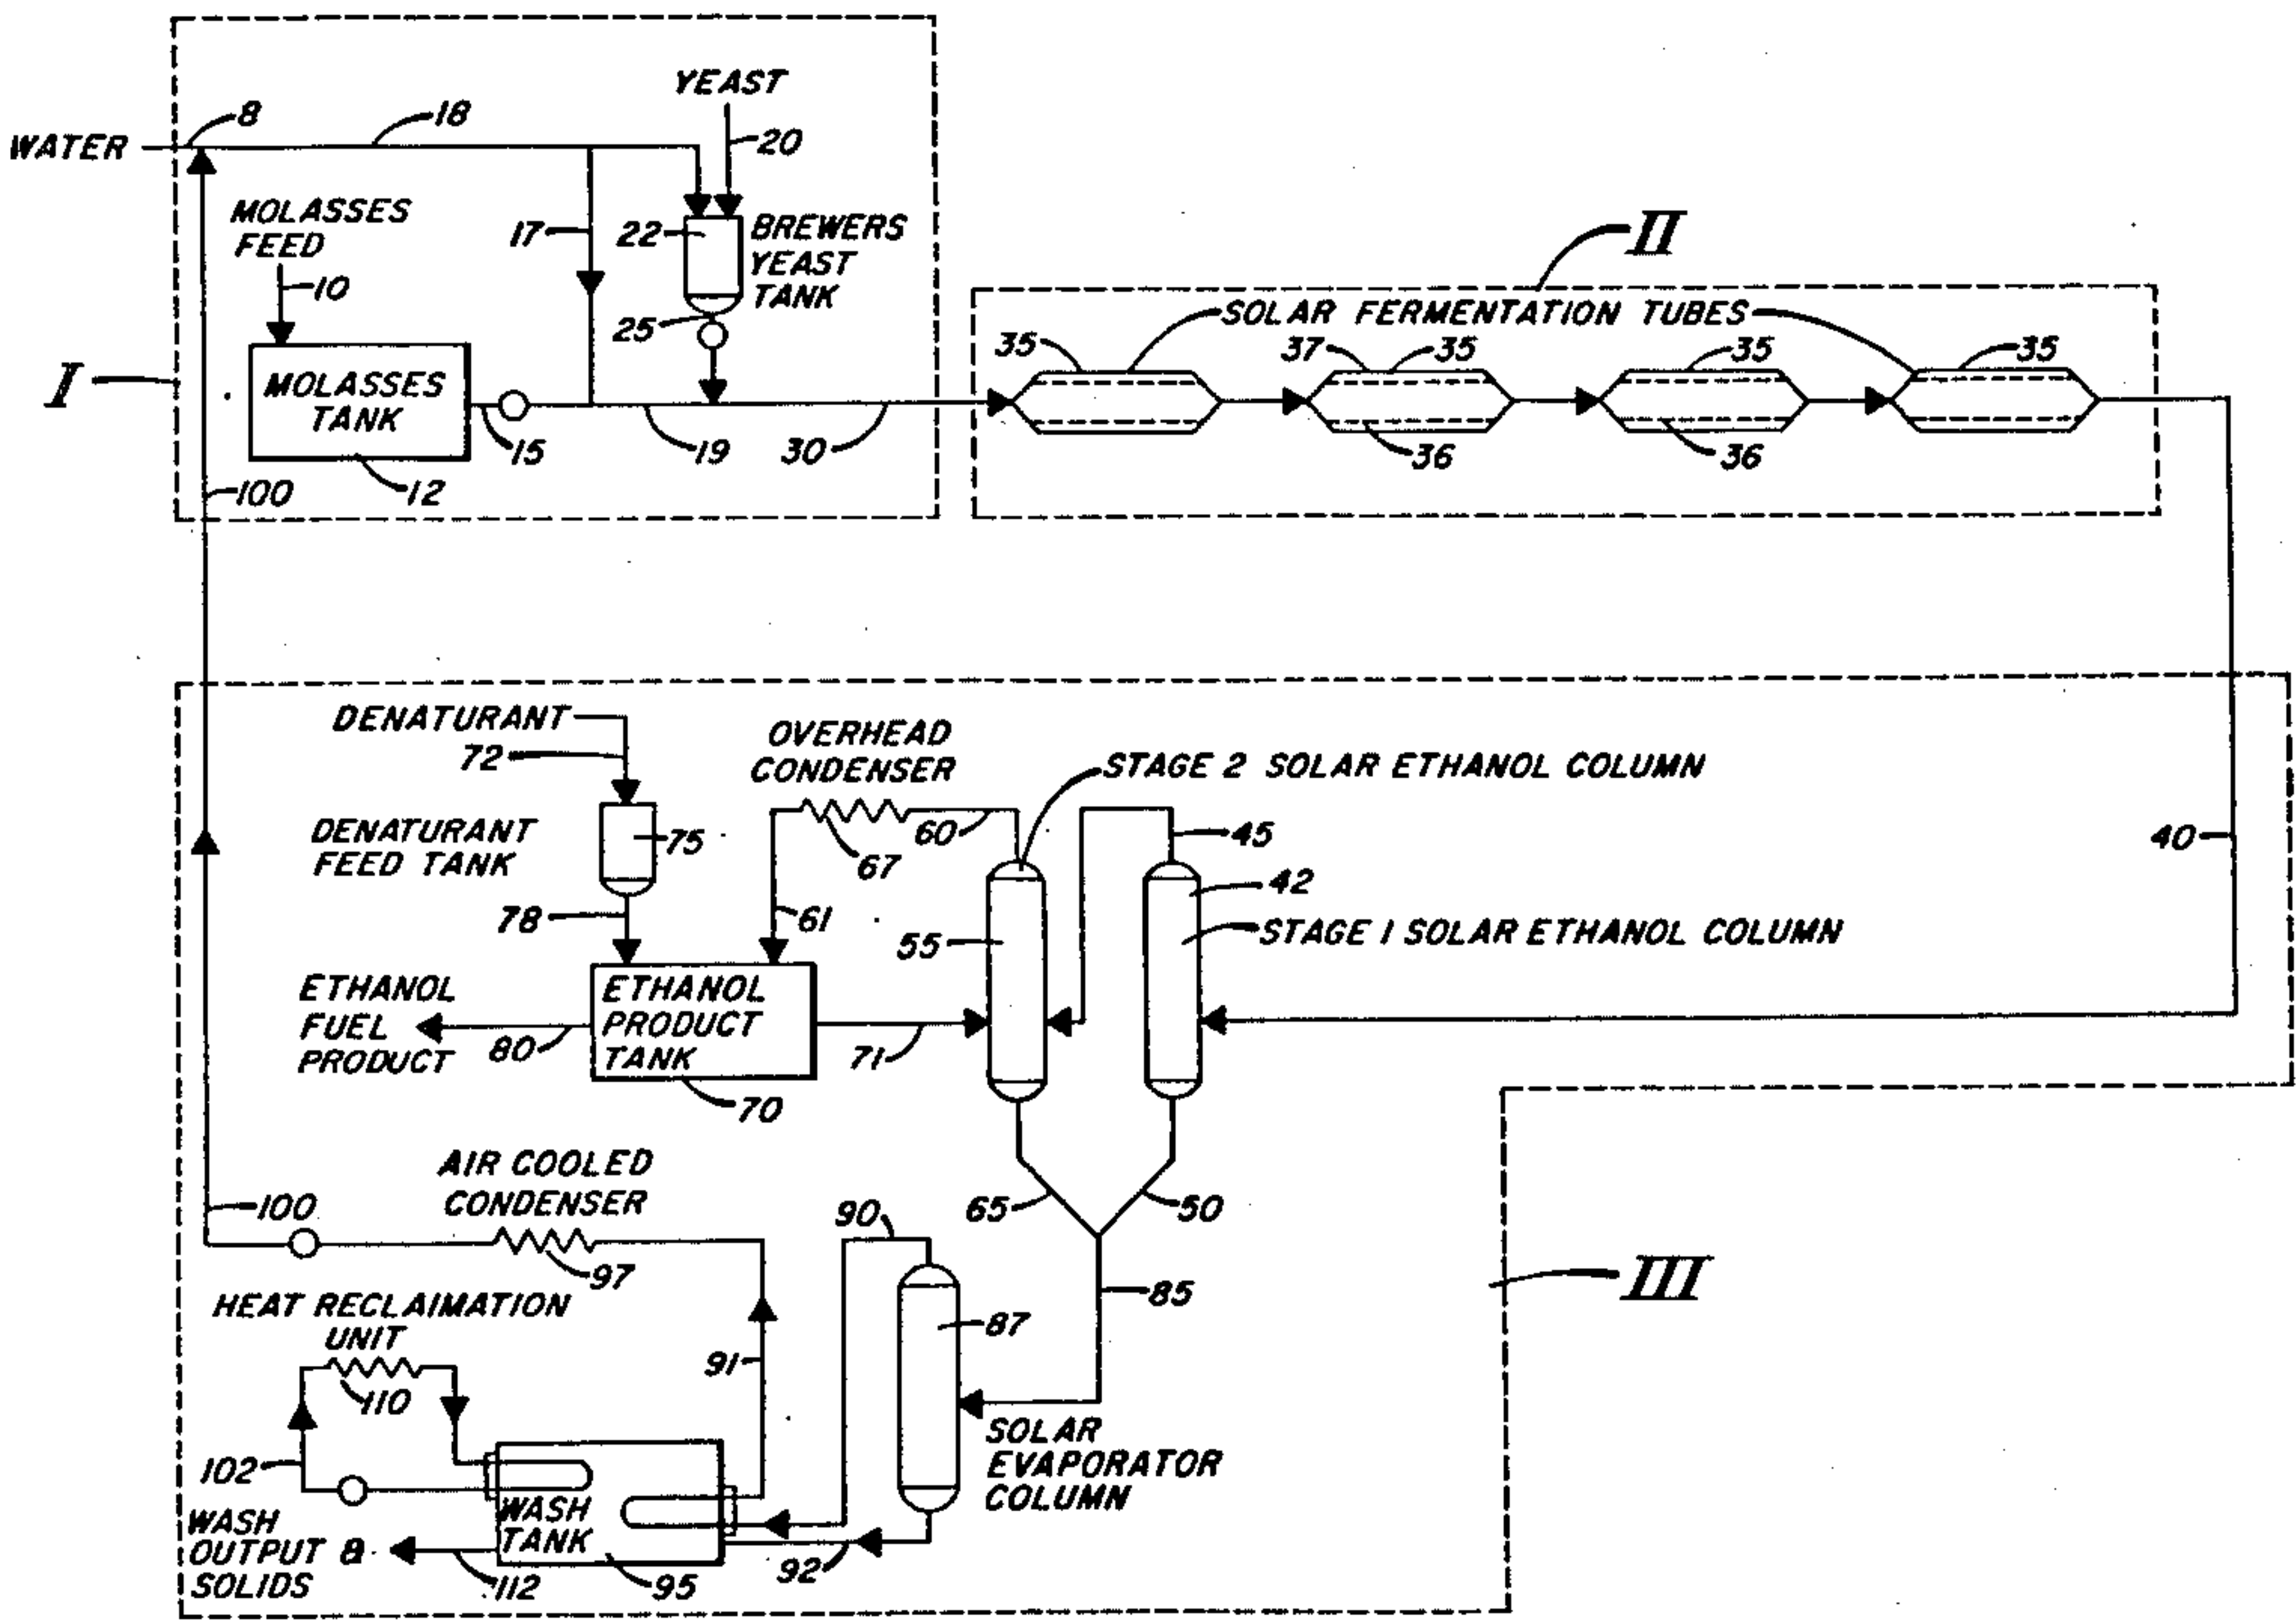 YEAST
8
18
WATER
20
MOLASSES
FEED
17
22
BREWERS
YEAST
TANK
10
25
I
MOLASSES
TANK
15
19
30
12
100
II
SOLAR FERMENTATION TUBES
35
37
35
35
35
36
36
DENATURANT
72
OVERHEAD
CONDENSER
STAGE 2 SOLAR ETHANOL COLUMN
DENATURANT
FEED TANK
75
67
60
45
40
42
78
61
55
STAGE 1 SOLAR ETHANOL COLUMN
ETHANOL
FUEL
PRODUCT
80
ETHANOL
PRODUCT
TANK
71
70
AIR COOLED
CONDENSER
100
97
65
50
90
85
III
HEAT RECLAIMATION
UNIT
110
91
87
102
SOLAR
EVAPORATOR
COLUMN
WASH
TANK
WASH
OUTPUT &
SOLIDS
112
95
92